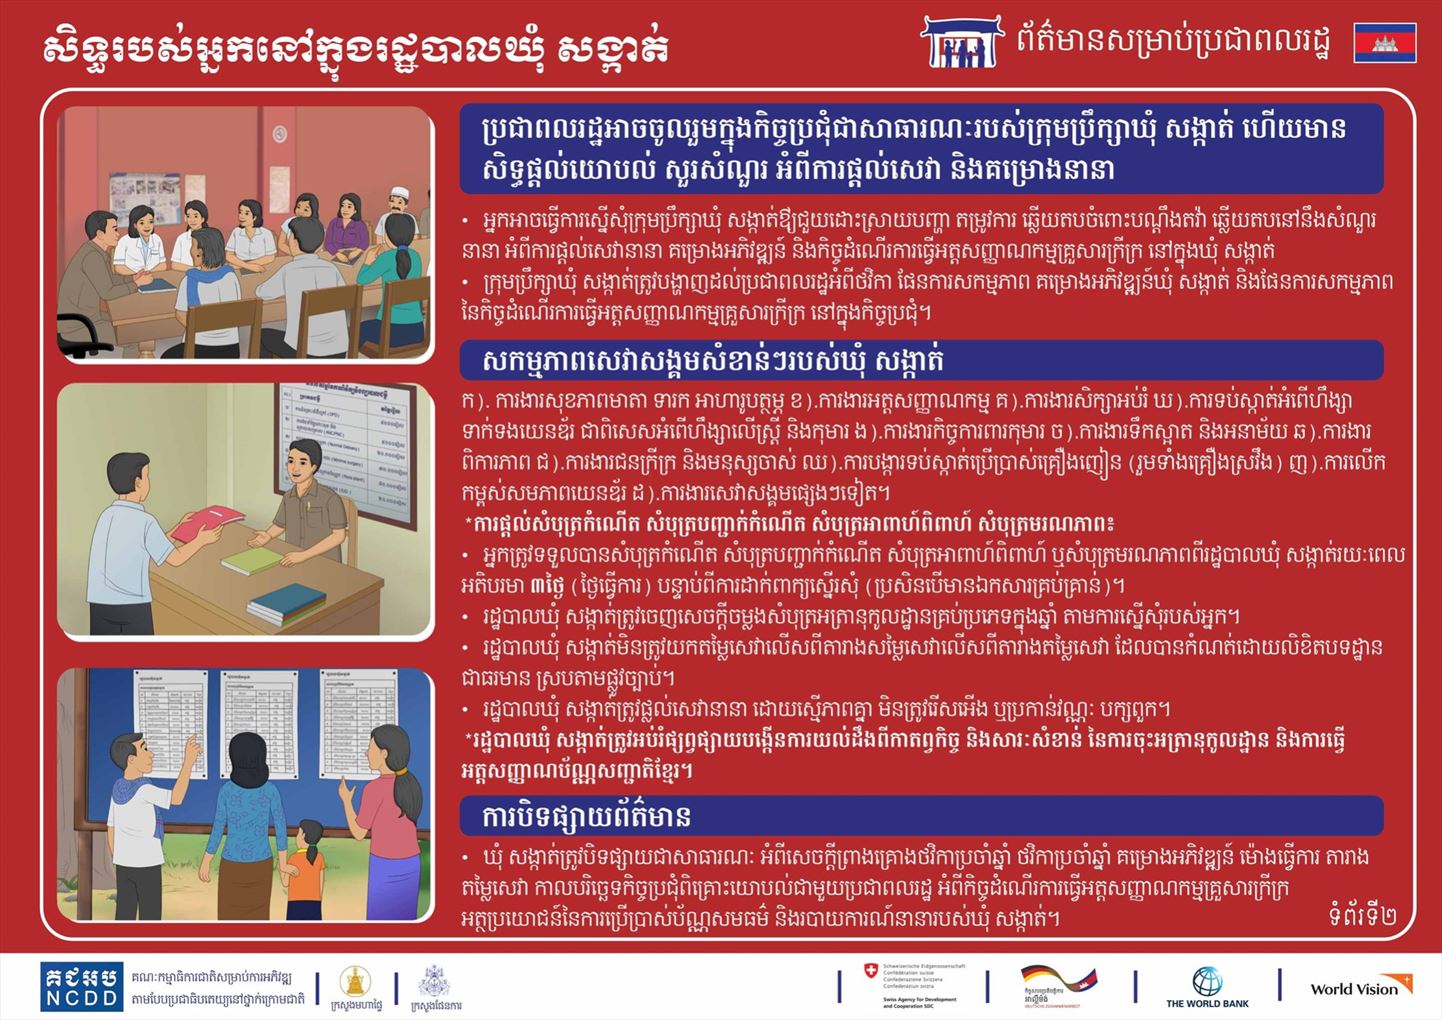 សិទ្ធរបស់អ្នកនៅក្នុងរដ្ឋបាលឃុំ សង្កាត់
ព័ត៌មានសម្រាប់ប្រជាពលរដ្ឋ
ប្រជាពលរដ្ឋអាចចូលរួមក្នុងកិច្ចប្រជុំជាសាធារណៈរបស់ក្រុមប្រឹក្សាឃុំ សង្កាត់ ហើយមាន
សិទ្ធផ្តល់យោបល់ សួរសំណួរ អំពីការផ្តល់សេវា និងគម្រោងនានា
• អ្នកអាចធ្វើការស្នើសុំក្រុមប្រឹក្សាឃុំ សង្កាត់ឱ្យជួយដោះស្រាយបញ្ហា តម្រូវការ ឆ្លើយតបចំពោះបណ្តឹងតវ៉ា ឆ្លើយតបនៅនឹងសំណួរ
នានា អំពីការផ្តល់សេវានានា គម្រោងអភិវឌ្ឍន៍ និងកិច្ចដំណើរការធ្វើអត្តសញ្ញាណកម្មគ្រួសារក្រីក្រ នៅក្នុងឃុំ សង្កាត់
• ក្រុមប្រឹក្សាឃុំ សង្កាត់ត្រូវបង្ហាញដល់ប្រជាពលរដ្ឋអំពីថវិកា ផែនការសកម្មភាព គម្រោងអភិវឌ្ឍន៍ឃុំ សង្កាត់ និងផែនការសកម្មភាព
នៃកិច្ចដំណើរការធ្វើអត្តសញ្ញាណកម្មគ្រួសារក្រីក្រ នៅក្នុងកិច្ចប្រជុំ។
សកម្មភាពសេវាសង្គមសំខាន់ៗរបស់ឃុំ សង្កាត់
ក). ការងារសុខភាពមាតា ទារក អាហារូបត្ថម្ភ ខ).ការងារអត្តសញ្ញាណកម្ម គ).ការងារសិក្សាអប់រំ ឃ).ការទប់ស្កាត់អំពើហឹង្សា
ទាក់ទងយេនឌ័រ ជាពិសេសអំពើហឹង្សាលើស្ត្រី និងកុមារ ង).ការងារកិច្ចការពារកុមារ ច).ការងារទឹកស្អាត និងអនាម័យ ឆ).ការងារ
ពិការភាព ជ).ការងារជនក្រីក្រ និងមនុស្សចាស់ ឈ).ការបង្ការទប់ស្កាត់ប្រើប្រាស់គ្រឿងញៀន (រួមទាំងគ្រឿងស្រវឹង) ញ).ការលើក
កម្ពស់សមភាពយេនឌ័រ ដ).ការងារសេវាសង្គមផ្សេងៗទៀត។
*ការផ្តល់សំបុត្រកំណើត សំបុត្របញ្ជាក់កំណើត សំបុត្រអាពាហ៍ពិពាហ៍ សំបុត្រមរណភាព៖
• អ្នកត្រូវទទួលបានសំបុត្រកំណើត សំបុត្របញ្ជាក់កំណើត សំបុត្រអាពាហ៍ពិពាហ៍ ឬសំបុត្រមរណភាពពីរដ្ឋបាលឃុំ សង្កាត់រយៈពេល
អតិបរមា ៣ថ្ងៃ (ថ្ងៃធ្វើការ) បន្ទាប់ពីការដាក់ពាក្យស្នើរសុំ (ប្រសិនបើមានឯកសារគ្រប់គ្រាន់)។
• រដ្ឋបាលឃុំ សង្កាត់ត្រូវចេញសេចក្តីចម្លងសំបុត្រអត្រានុកូលដ្ឋានគ្រប់ប្រភេទក្នុងឆ្នាំ តាមការស្នើសុំរបស់អ្នក។
• រដ្ឋបាលឃុំ សង្កាត់មិនត្រូវយកតម្លៃសេវាលើសពីតារាងសម្លៃសេវាលើសពីតារាងតម្លៃសេវា ដែលបានកំណត់ដោយលិខិតបទដ្ឋាន
ជាធរមាន ស្របតាមផ្លូវច្បាប់។
• រដ្ឋបាលឃុំ សង្កាត់ត្រូវផ្តល់សេវានានា ដោយស្មើភាពគ្នា មិនត្រូវរើសអើង ឬប្រកាន់វណ្ណៈ បក្សពួក។
*រដ្ឋបាលឃុំ សង្កាត់ត្រូវអប់រំផ្សព្វផ្សាយបង្កើនការយល់ដឹងពីកាតព្វកិច្ច និងសារៈសំខាន់ នៃការចុះអត្រានុកូលដ្ឋាន និងការធ្វើ
អត្តសញ្ញាណប័ណ្ណសញ្ជាតិខ្មែរ។
ការបិទផ្សាយព័ត៌មាន
• ឃុំ សង្កាត់ត្រូវបិទផ្សាយជាសាធារណៈ អំពីសេចក្តីព្រាងគ្រោងថវិកាប្រចាំឆ្នាំ ថវិកាប្រចាំឆ្នាំ គម្រោងអភិវឌ្ឍន៍ ម៉ោងធ្វើការ តារាង
តម្លៃសេវា កាលបរិច្ឆេទកិច្ចប្រជុំពិគ្រោះយោបល់ជាមួយប្រជាពលរដ្ឋ អំពីកិច្ចដំណើរការធ្វើអត្តសញ្ញាណកម្មគ្រួសារក្រីក្រ
អត្ថប្រយោជន៍នៃការប្រើប្រាស់ប័ណ្ណសមធម៌ និងរបាយការណ៍នានារបស់ឃុំ សង្កាត់។
ទំព័រទី២
គជអប
NCDD
គណៈកម្មាធិការជាតិសម្រាប់ការអភិវឌ្ឍ
តាមបែបប្រជាធិបតេយ្យនៅថ្នាក់ក្រោមជាតិ
ក្រសួងមហាផ្ទៃ
ក្រសួងផែនការ
Schweizerische Eidgenossenschaft
Confédération suisse
Confederazione Svizzera
Confederaziun svizra
Swiss Agency for Development
and Cooperation SDC
កិច្ចសហប្រតិបត្តិការ
អាល្លឺម៉ង់
DEUTSCHE ZUSAMMENARBEIT
THE WORLD BANK
World Vision